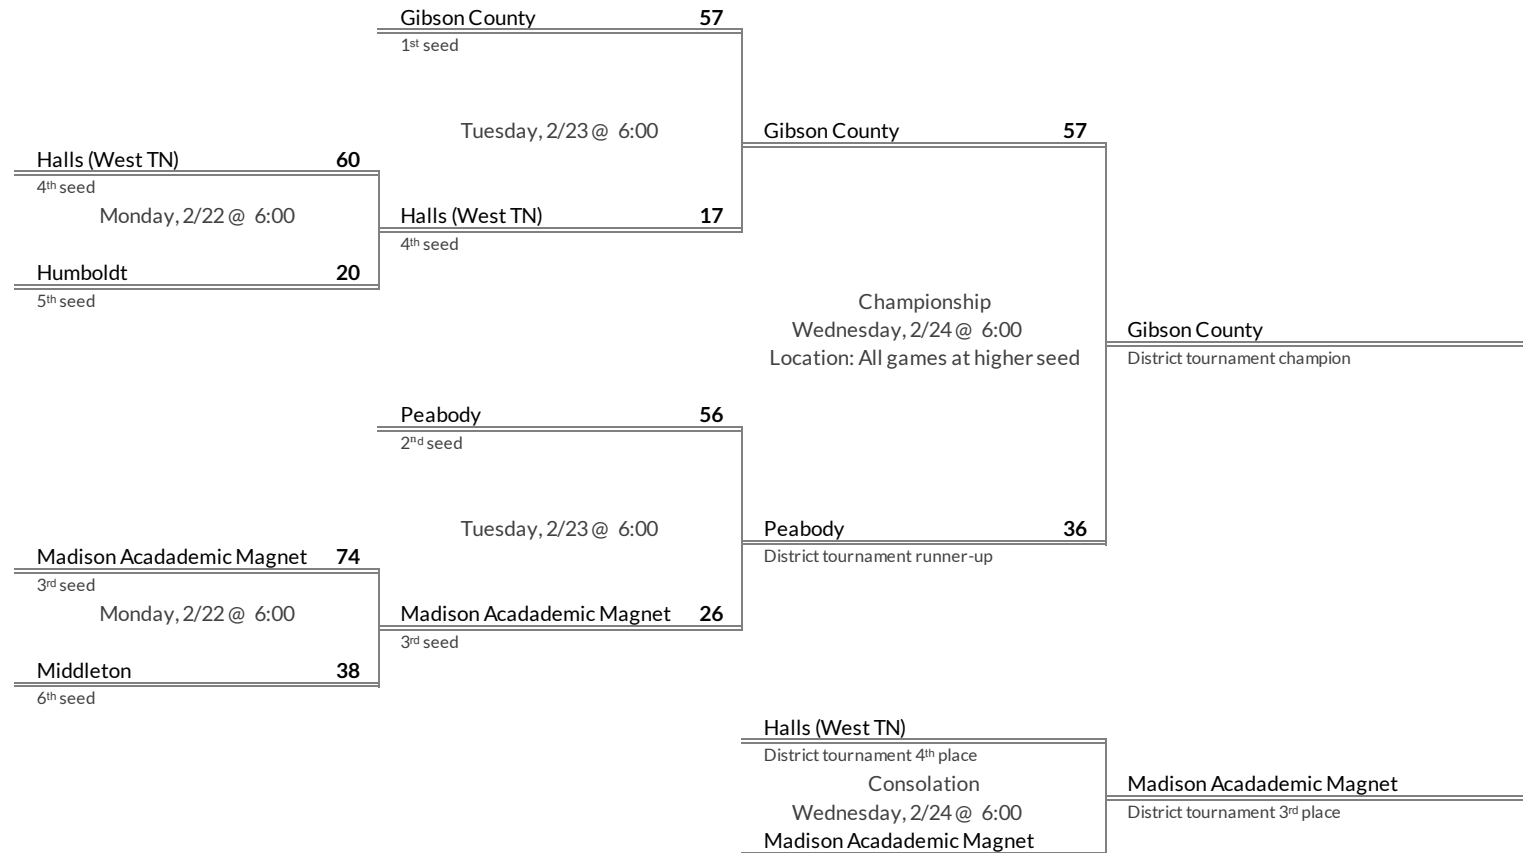 Gibson County 57
1st seed
Tuesday, 2/23 @ 6:00
Gibson County 57
Halls (West TN) 60
4th seed
Monday, 2/22 @ 6:00
Halls (West TN) 17
4th seed
Humboldt 20
5th seed
Championship
Wednesday, 2/24 @ 6:00
Location: All games at higher seed
Gibson County
District tournament champion
Peabody 56
2nd seed
Tuesday, 2/23 @ 6:00
Peabody 36
District tournament runner-up
Madison Acadademic Magnet 74
3rd seed
Monday, 2/22 @ 6:00
Madison Acadademic Magnet 26
3rd seed
Middleton 38
6th seed
Halls (West TN)
District tournament 4th place
Consolation
Wednesday, 2/24 @ 6:00
Madison Acadademic Magnet
Madison Acadademic Magnet
District tournament 3rd place